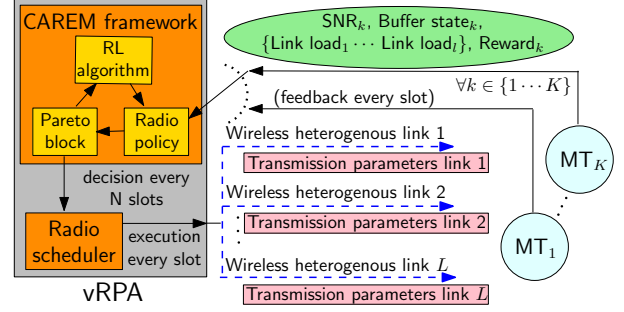 CAREM framework
RL
algorithm
Pareto
block
Radio
policy
decision every
N slots
Radio
scheduler
execution
every slot
vRPA
SNR_k, Buffer state_k,
{Link load_1 ··· Link load_l}, Reward_k
∀k ∈ {1 ··· K}
(feedback every slot)
Wireless heterogenous link 1
Transmission parameters link 1
Wireless heterogenous link 2
Transmission parameters link 2
Wireless heterogenous link L
Transmission parameters link L
MT_K
MT_1